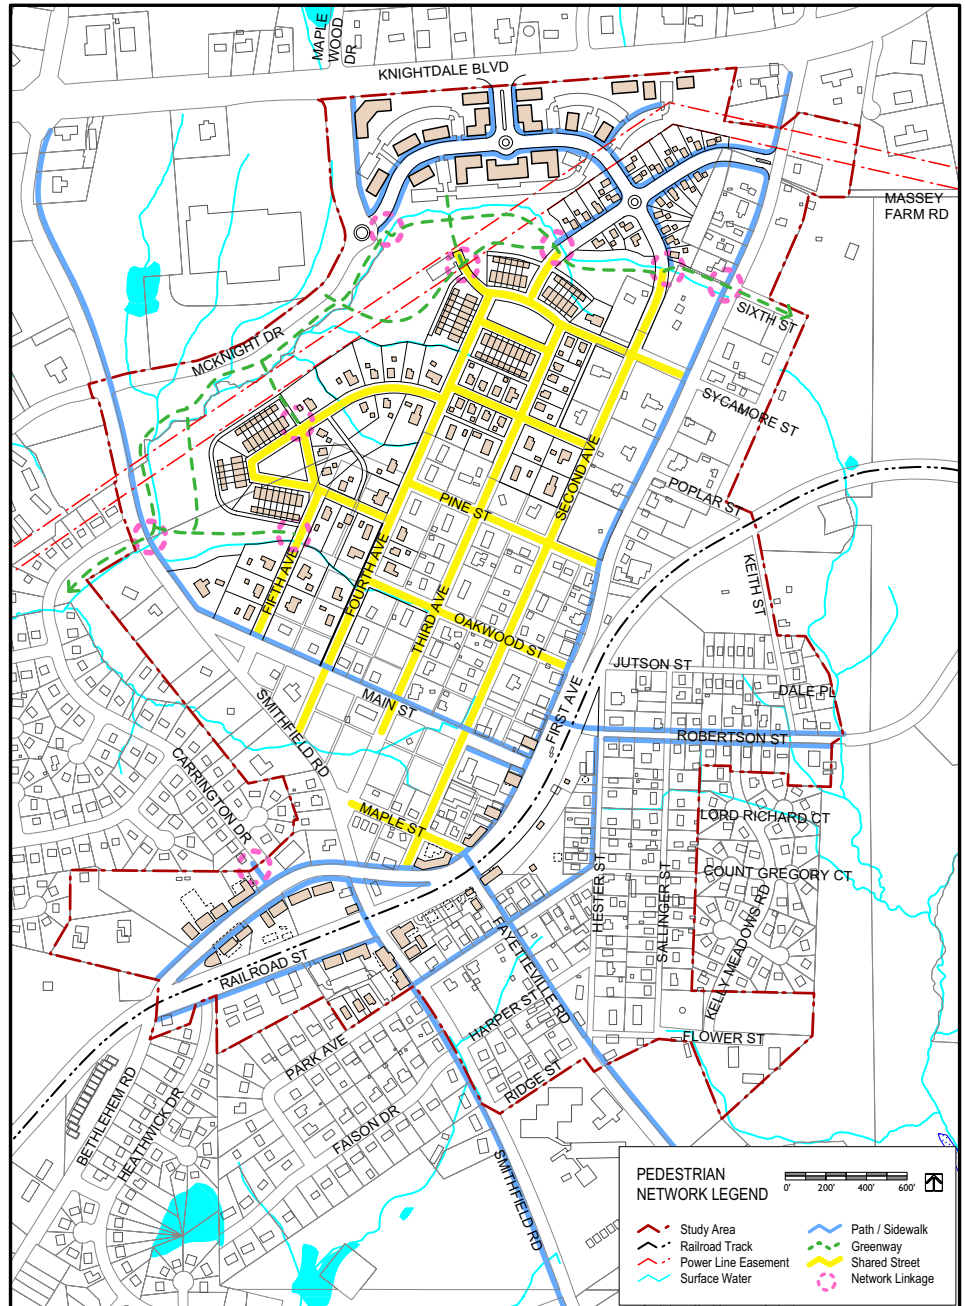 MAPLE
WOOD
DR
KNIGHTDALE BLVD
MASSEY
FARM RD
SIXTH ST
MCKNIGHT DR
SYCAMORE ST
SECOND AVE
POPLAR ST
PINE ST
KEITH ST
FIFTH AVE
FOURTH AVE
THIRD AVE
OAKWOOD ST
JUTSON ST
DALE PL
MAIN ST
SMITHFIELD RD
FIRST AVE
ROBERTSON ST
CARRINGTON DR
MAPLE ST
LORD RICHARD CT
COUNT GREGORY CT
HESTER ST
SALLINGER ST
KELLY MEADOWS RD
FAYETTEVILLE RD
RAILROAD ST
HARPER ST
FLOWER ST
PARK AVE
RIDGE ST
BETHLEHEM RD
HEATHWICK DR
FAISON DR
SMITHFIELD RD
PEDESTRIAN
NETWORK LEGEND
0' 200' 400' 600'
Study Area
Railroad Track
Power Line Easement
Surface Water
Path / Sidewalk
Greenway
Shared Street
Network Linkage